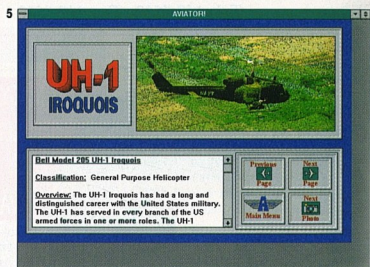 5
AVIATOR!
UH-1
IROQUOIS
Bell Model 205 UH-1 Iroquois
Classification: General Purpose Helicopter
Overview: The UH-1 Iroquois has had a long and
distinguished career with the United States military.
The UH-1 has served in every branch of the US
armed forces in one or more roles. The UH-1
Previous
Page
Next
Page
Main Menu
Next
Photo